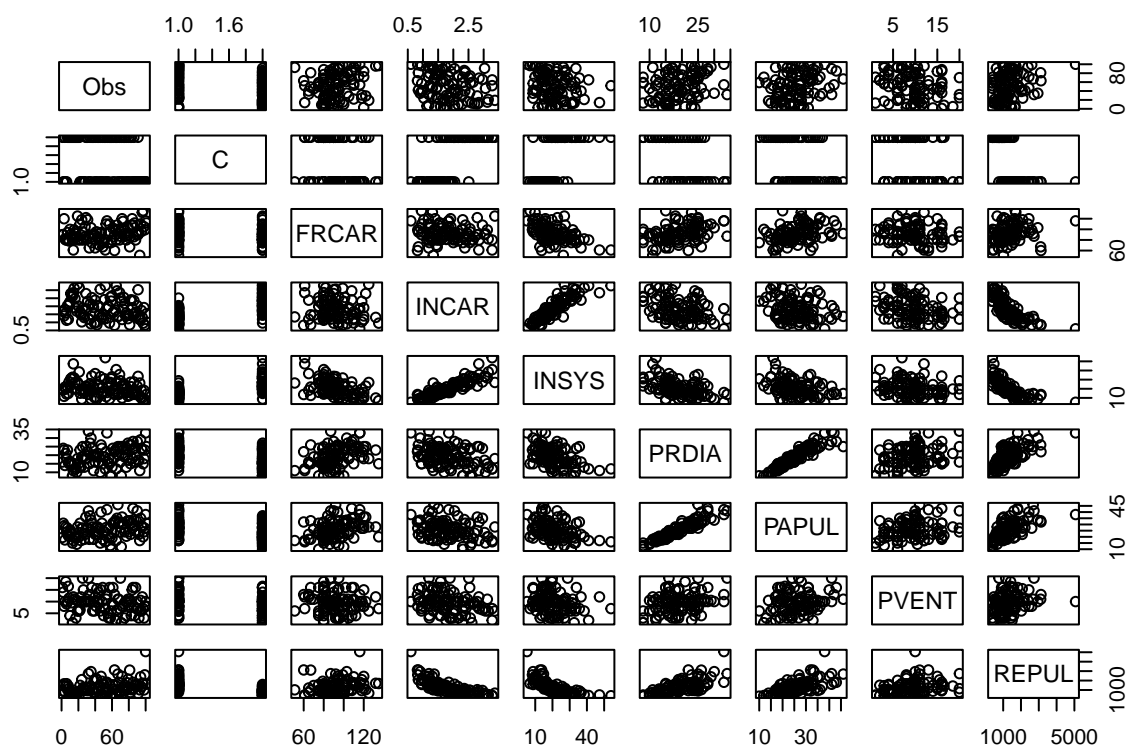 1.0 1.6
0.5 2.5
10 25
5 15
Obs
0 80
1.0
C
FRCAR
60
0.5
INCAR
INSYS
10
10 35
PRDIA
PAPUL
10 45
5
PVENT
REPUL
1000
0 60
60 120
10 40
10 30
1000 5000